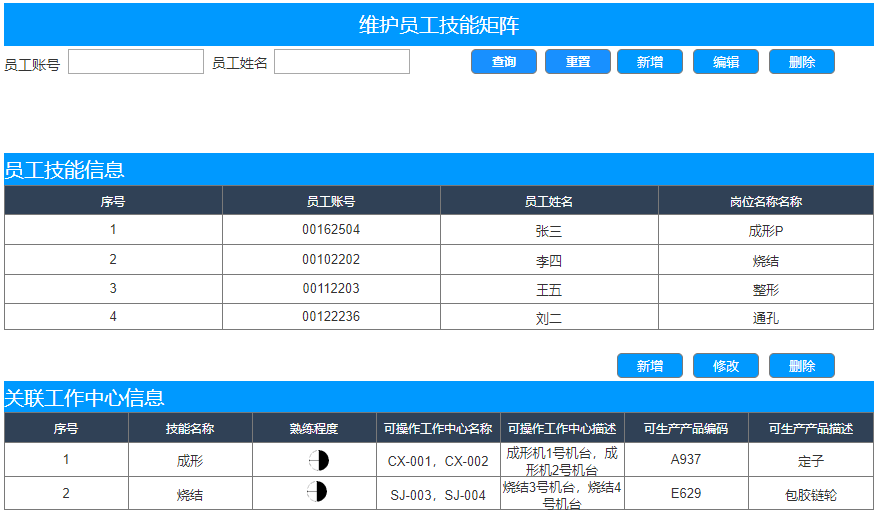 维护员工技能矩阵
员工账号 员工姓名 查询 重置 新增 编辑 删除
员工技能信息
序号 员工账号 员工姓名 岗位名称名称
1 00162504 张三 成形P
2 00102202 李四 烧结
3 00112203 王五 整形
4 00122236 刘二 通孔
新增 修改 删除
关联工作中心信息
序号 技能名称 熟练程度 可操作工作中心名称 可操作工作中心描述 可生产产品编码 可生产产品描述
1 成形 CX-001，CX-002 成形机1号机台，成
形机2号机台 A937 定子
2 烧结 SJ-003，SJ-004 烧结3号机台，烧结4
号机台 E629 包胶链轮